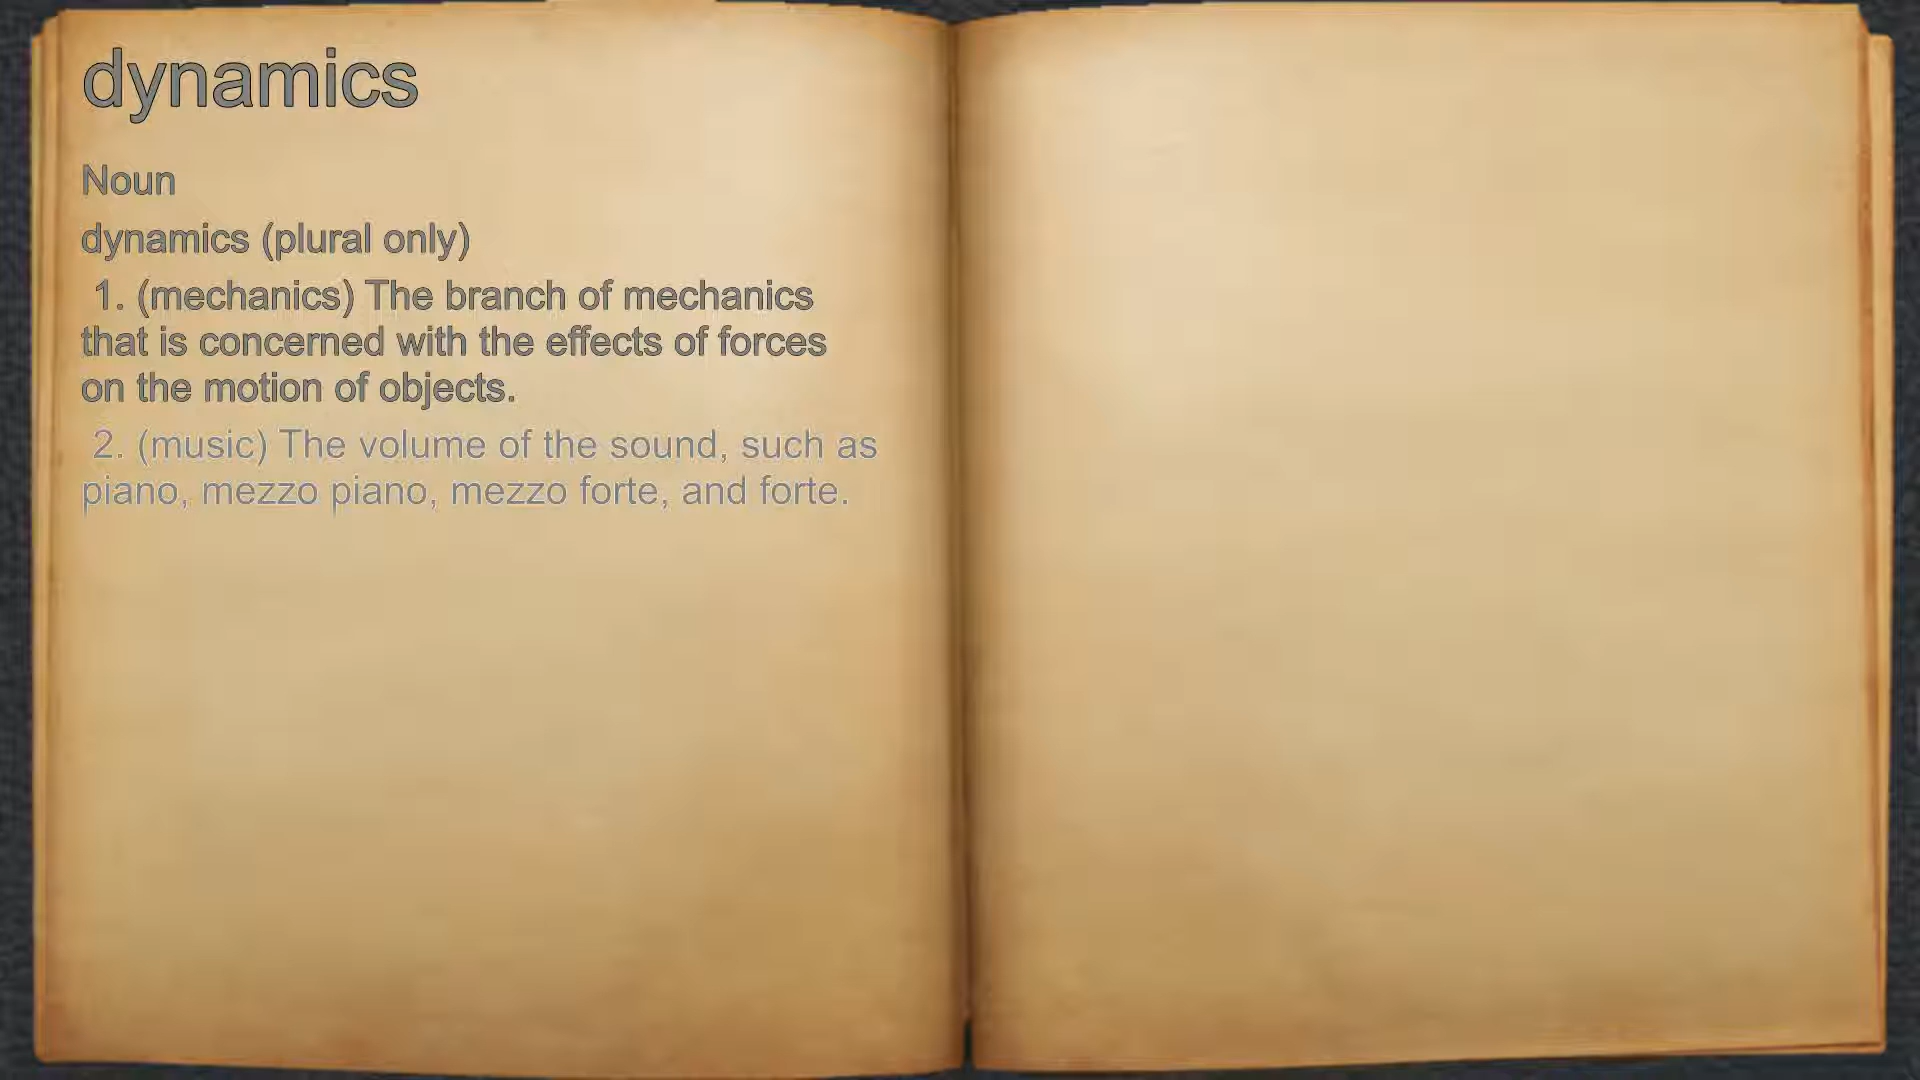 dynamics
Noun
dynamics (plural only)
1. (mechanics) The branch of mechanics
that is concerned with the effects of forces
on the motion of objects.
2. (music) The volume of the sound, such as
piano, mezzo piano, mezzo forte, and forte.